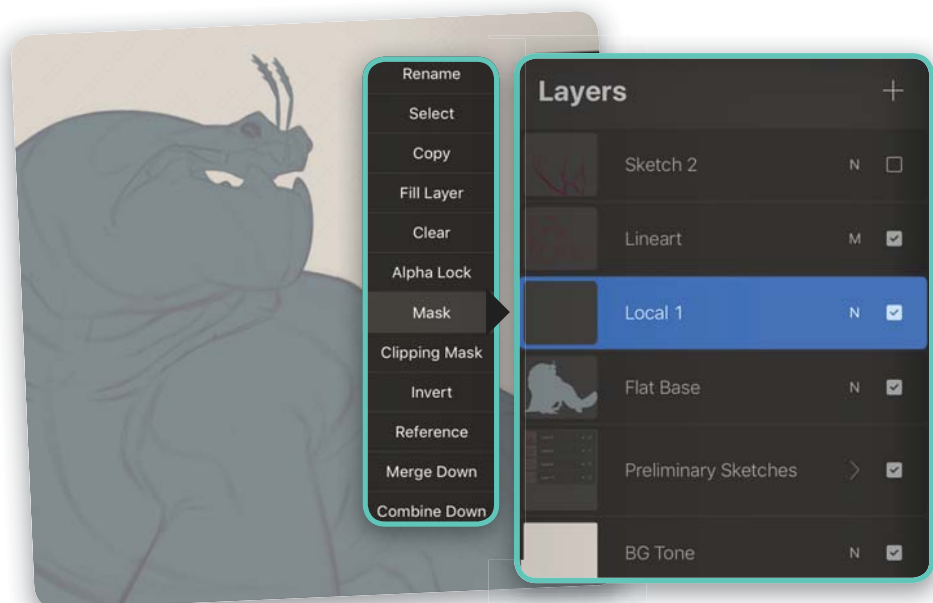 Rename
Select
Copy
Fill Layer
Clear
Alpha Lock
Mask
Clipping Mask
Invert
Reference
Merge Down
Combine Down
Layers
Sketch 2 N
Lineart M
Local 1 N
Flat Base N
Preliminary Sketches
BG Tone N